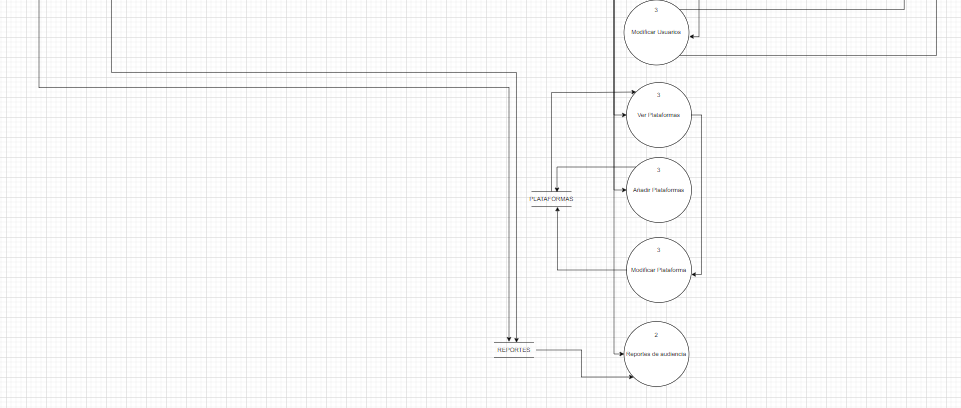 3
Modificar Usuarios
3
Ver Plataformas
3
Añadir Plataformas
PLATAFORMAS
3
Modificar Plataforma
2
Reportes de audiencia
REPORTES